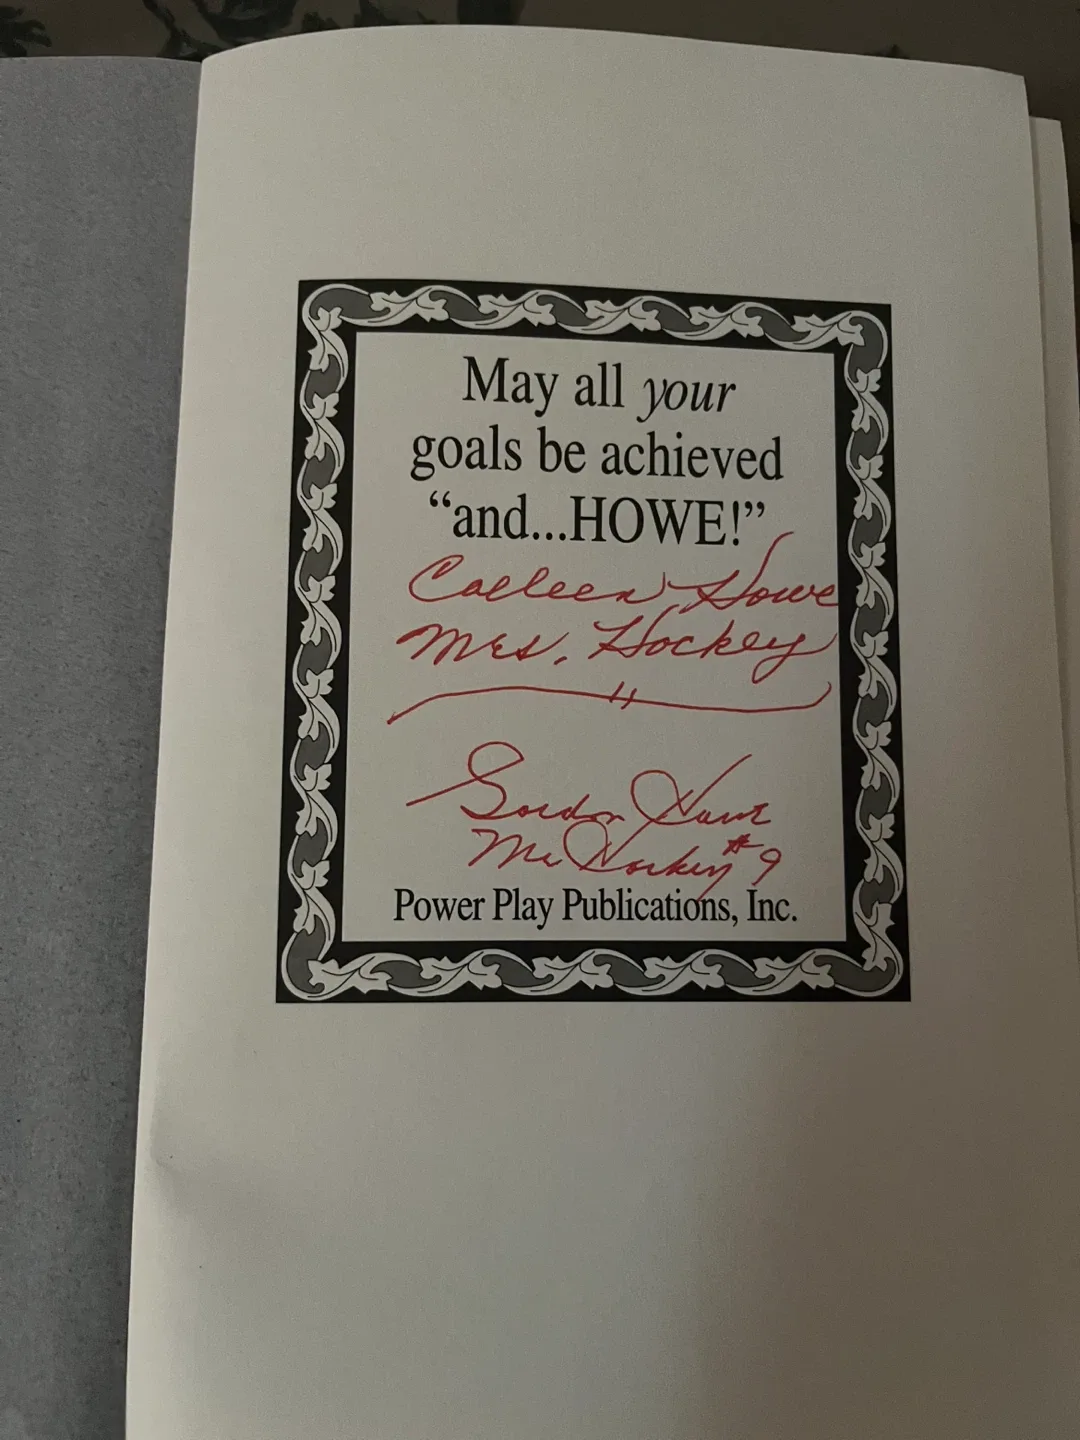 May all your
goals be achieved
“and...HOWE!”
Colleen Howe
Mrs. Hockey
Gordon Howe
Mr Hockey #9
Power Play Publications, Inc.